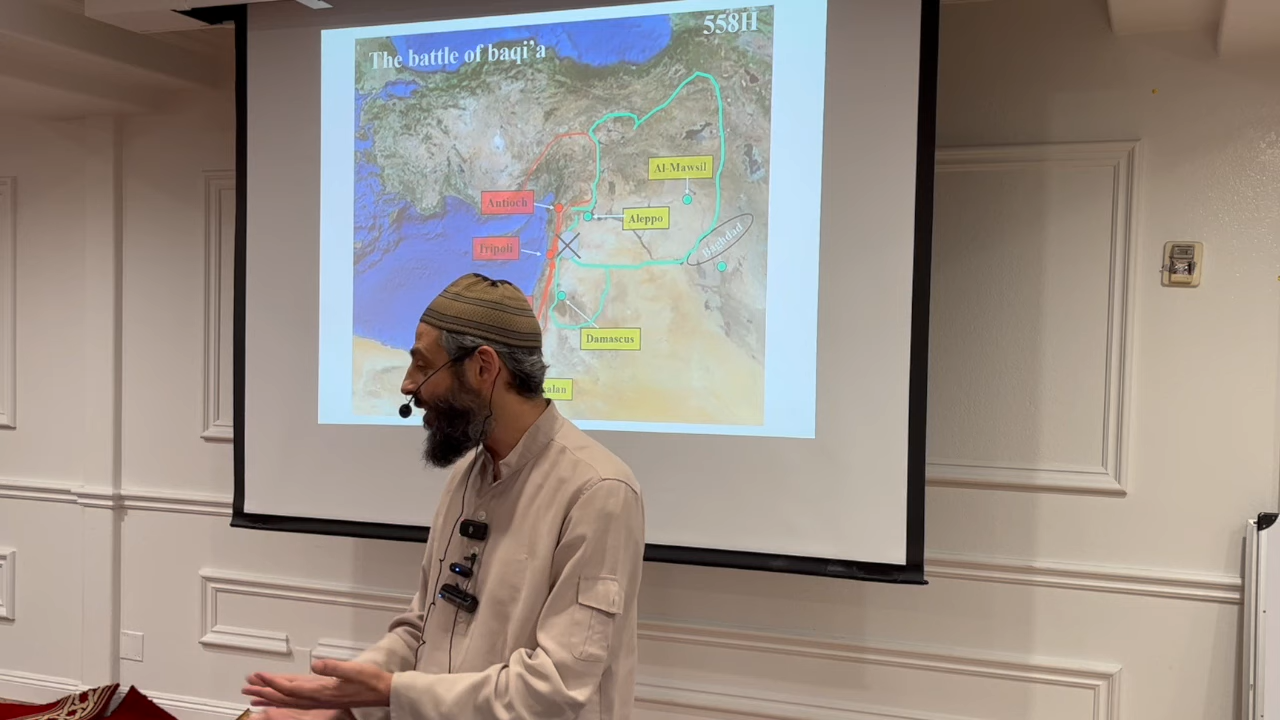 The battle of baqi'a
558H
Al-Mawsil
Antioch
Aleppo
Baghdad
Tripoli
Damascus